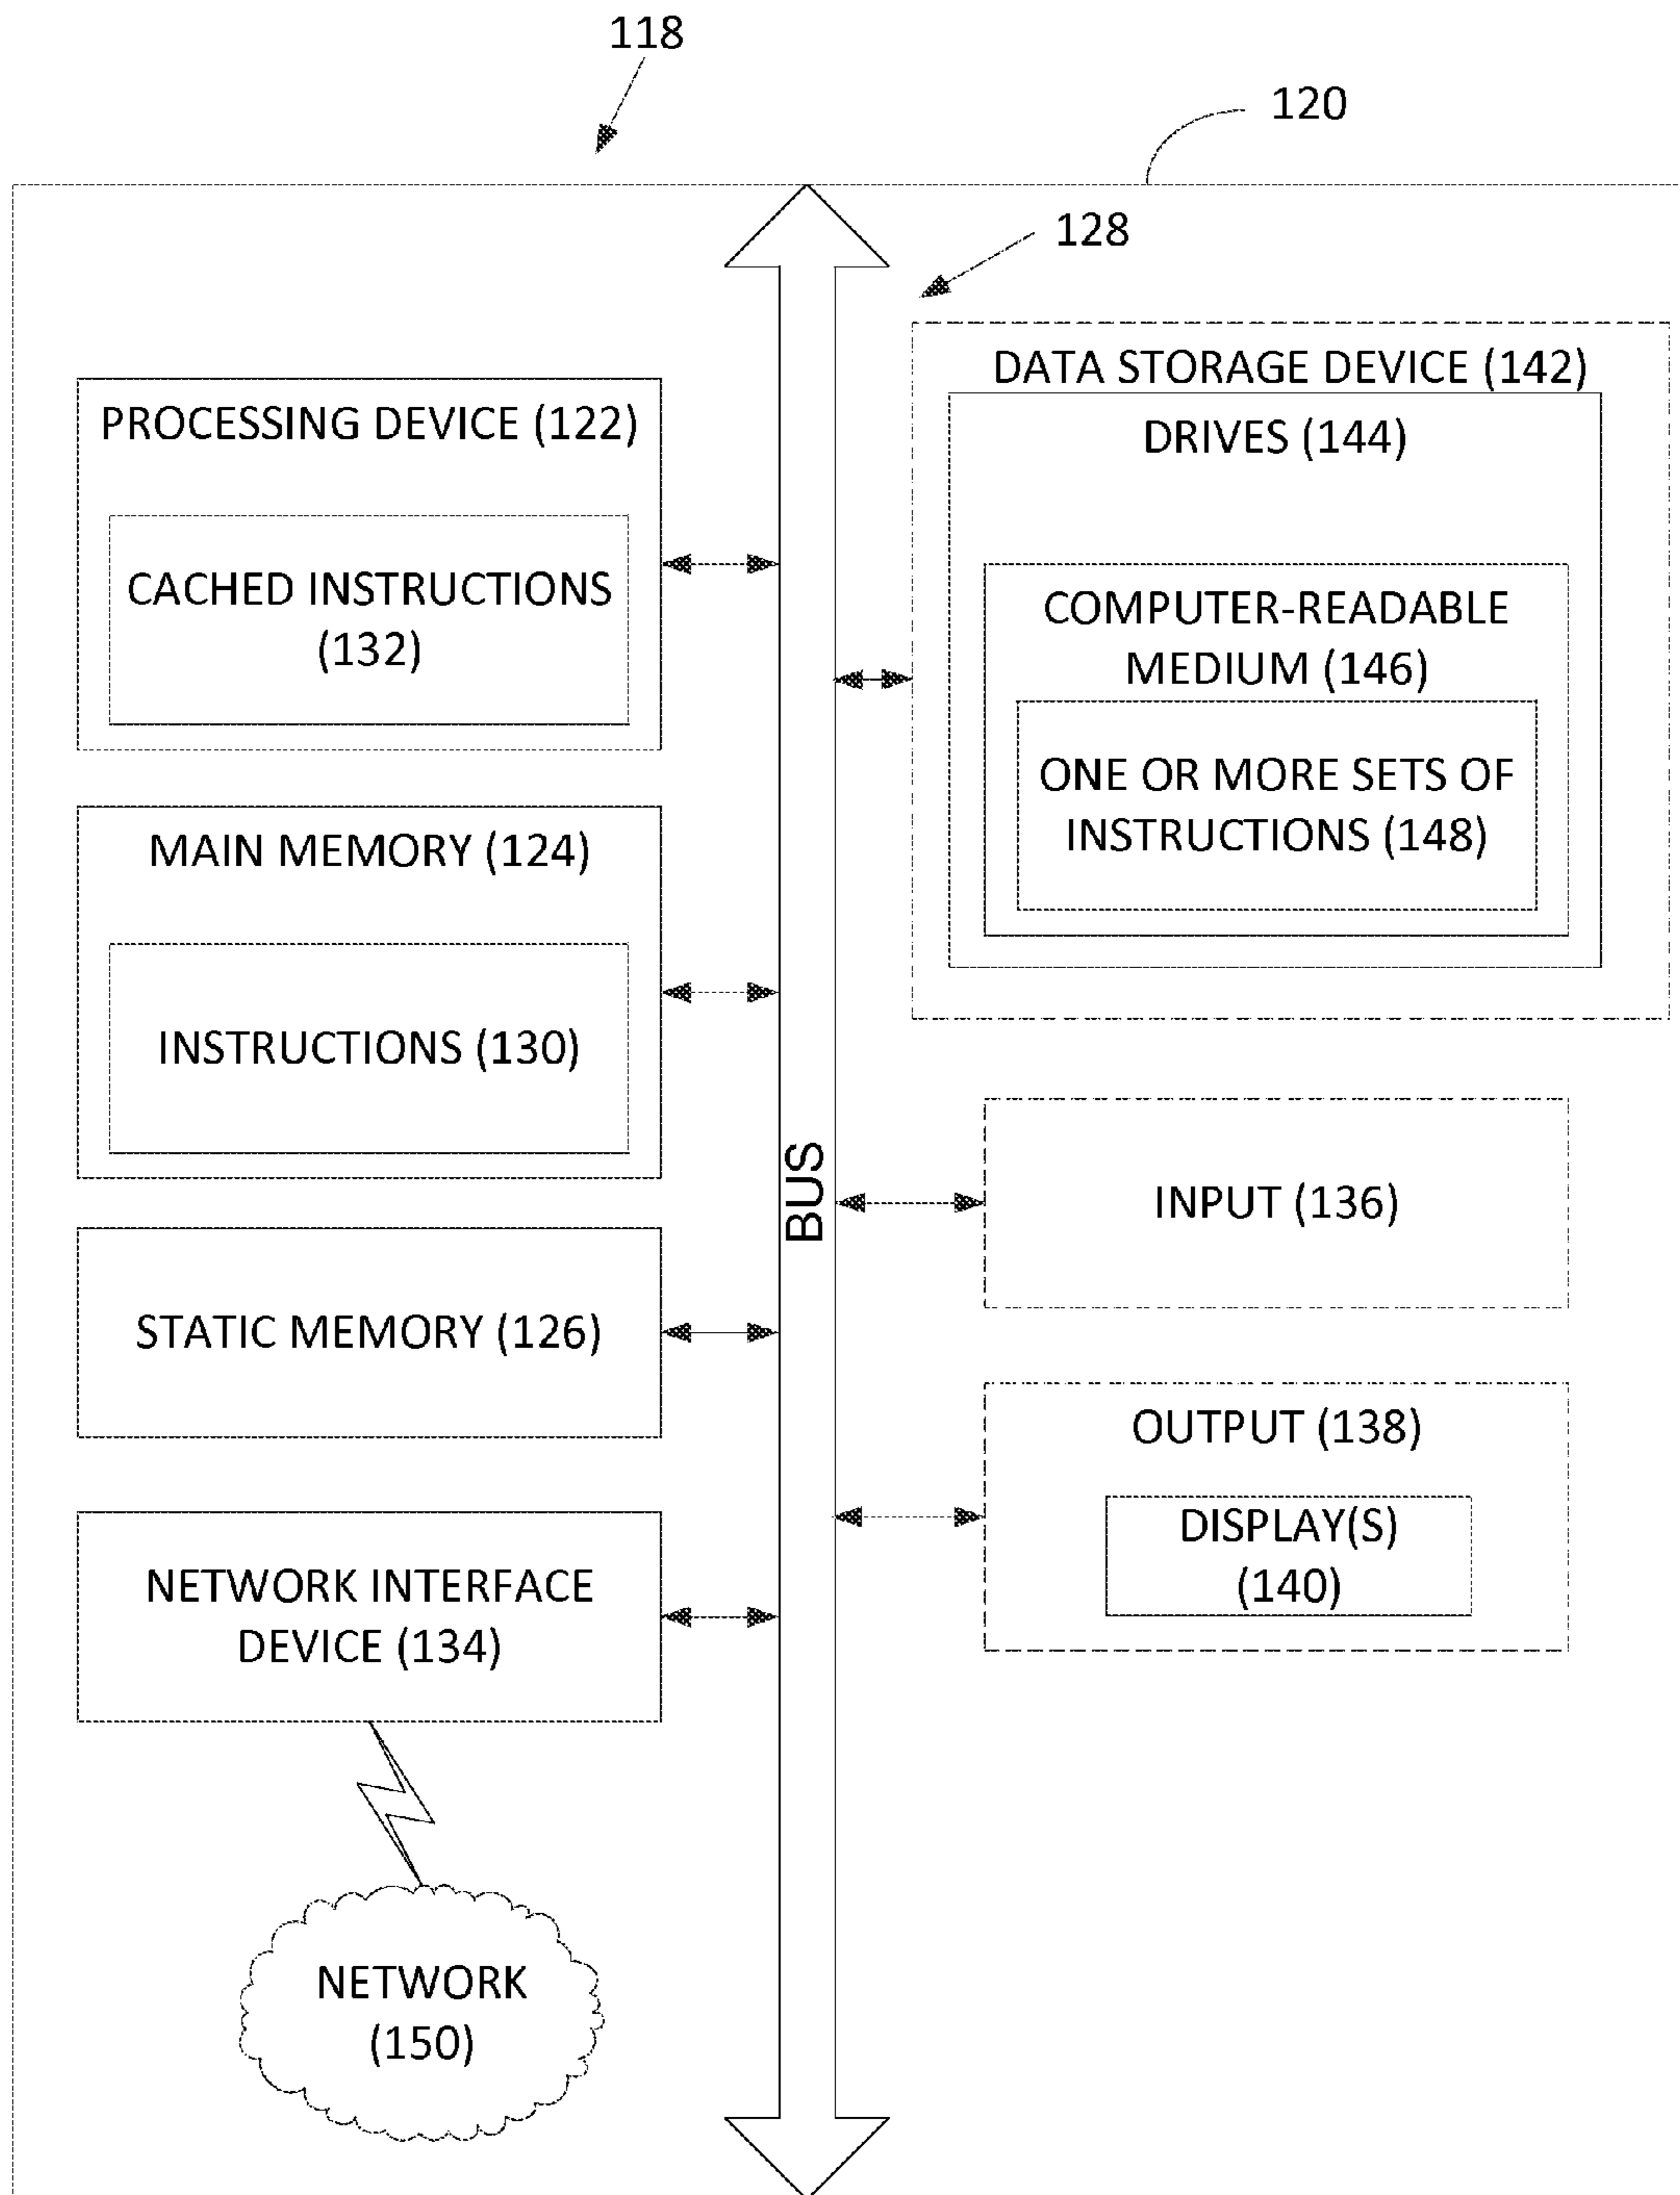 118
120
128
PROCESSING DEVICE (122)
CACHED INSTRUCTIONS
(132)
MAIN MEMORY (124)
INSTRUCTIONS (130)
STATIC MEMORY (126)
NETWORK INTERFACE
DEVICE (134)
NETWORK
(150)
BUS
DATA STORAGE DEVICE (142)
DRIVES (144)
COMPUTER-READABLE
MEDIUM (146)
ONE OR MORE SETS OF
INSTRUCTIONS (148)
INPUT (136)
OUTPUT (138)
DISPLAY(S)
(140)